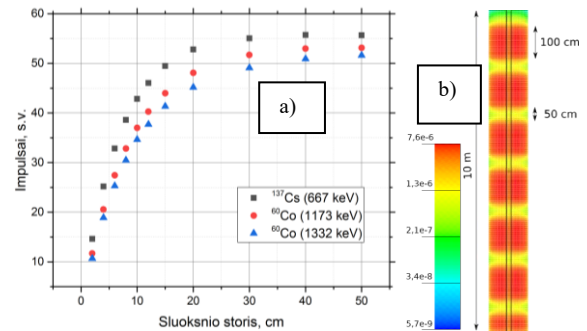 Impulsai, s.v.
60
50
40
30
20
10
a)
¹³⁷Cs (667 keV)
⁶⁰Co (1173 keV)
⁶⁰Co (1332 keV)
0 10 20 30 40 50
Sluoksnio storis, cm
b)
100 cm
50 cm
10 m
7,6e-6
1,3e-6
2,1e-7
3,4e-8
5,7e-9